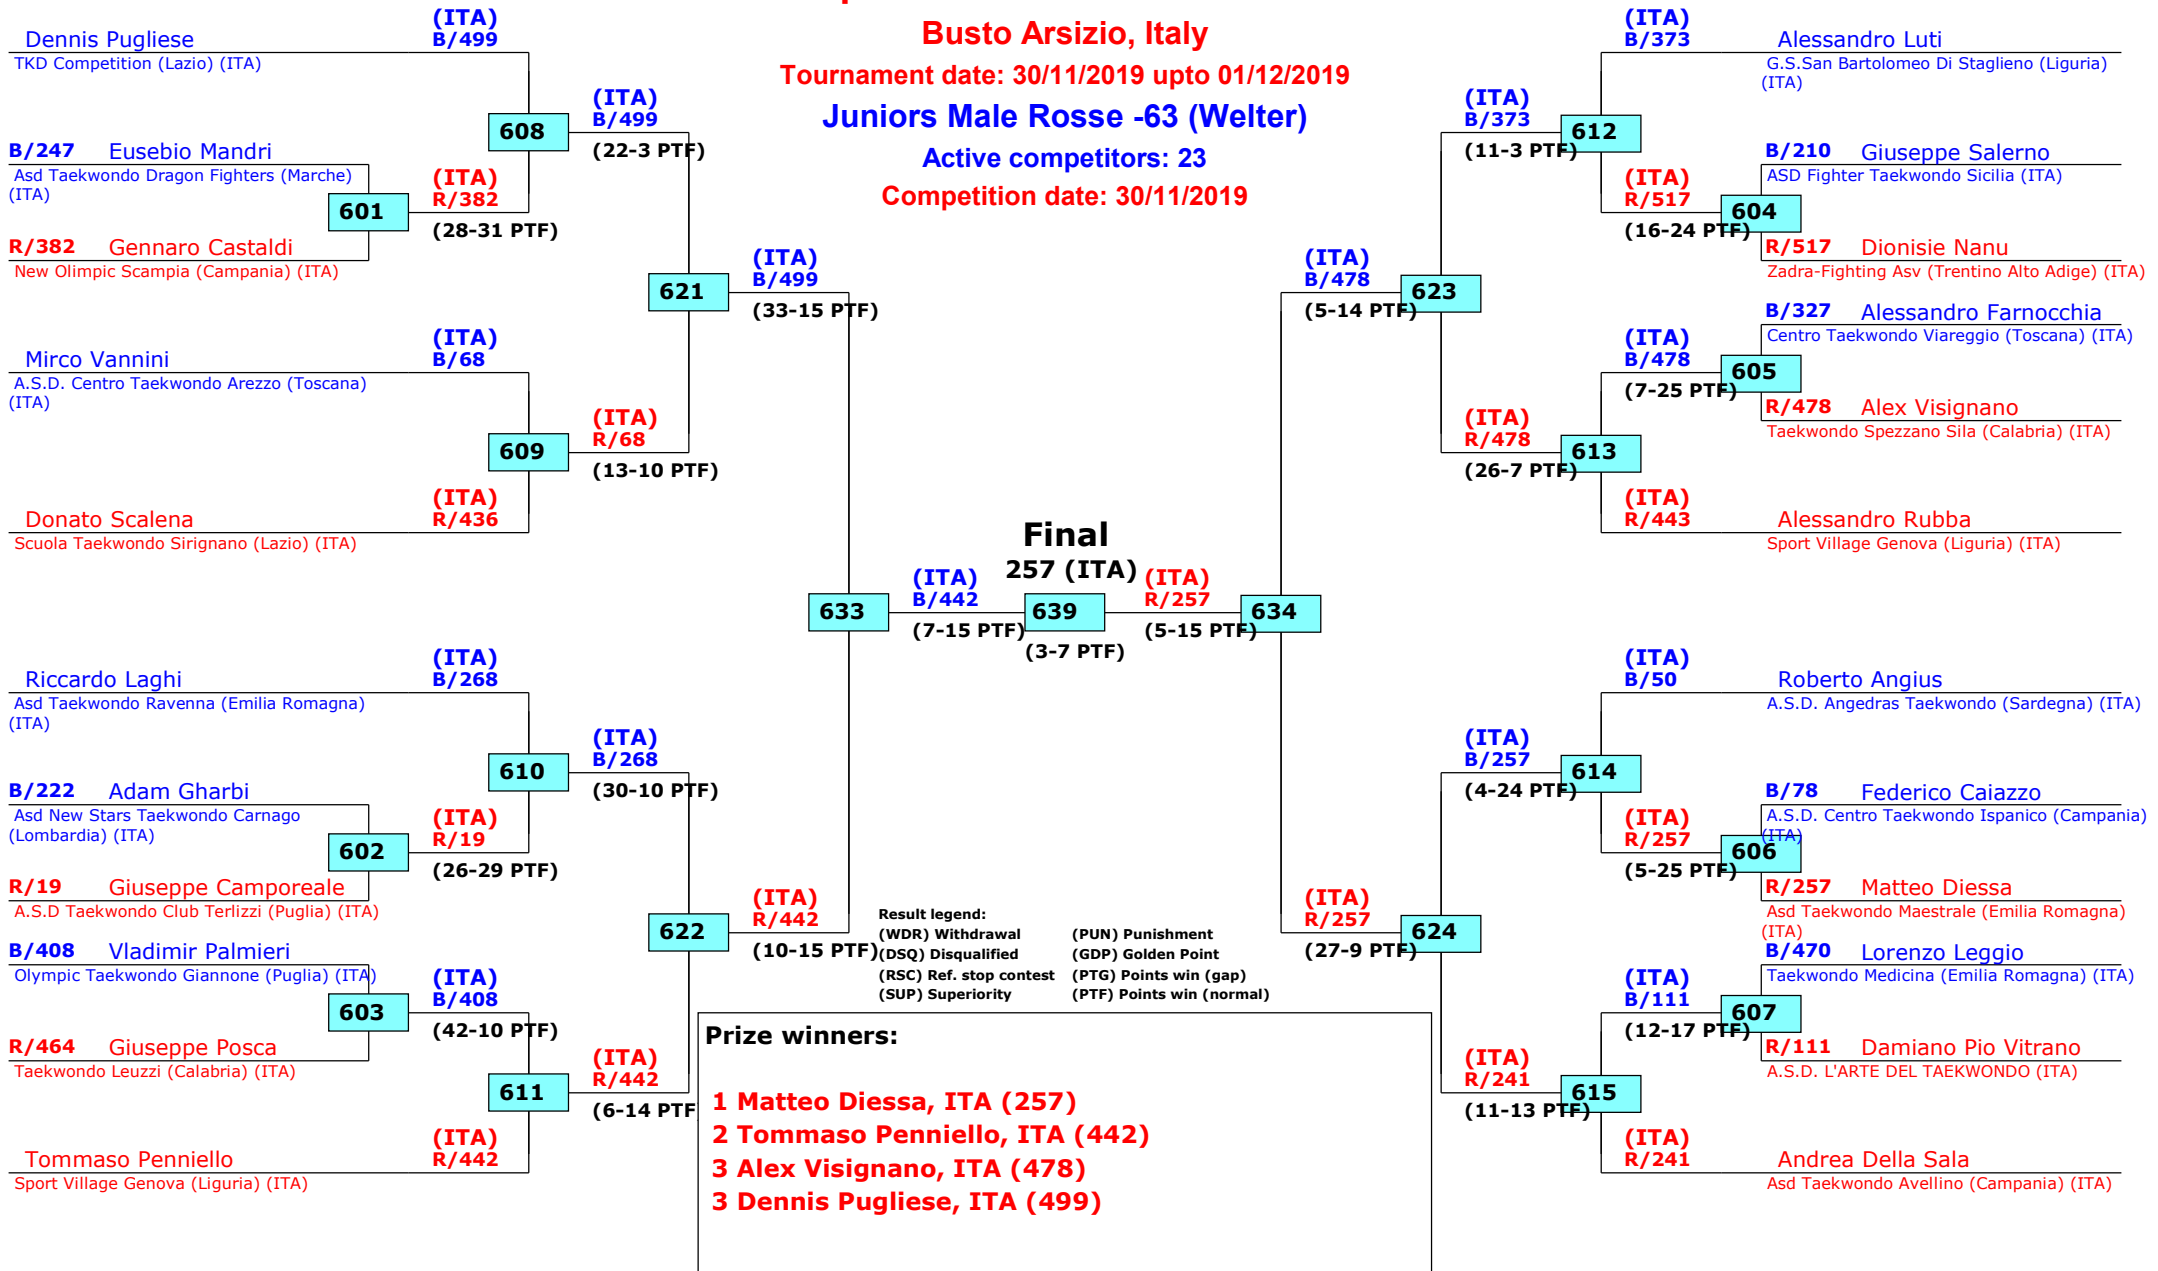 Busto Arsizio, Italy
Tournament date: 30/11/2019 upto 01/12/2019
Juniors Male Rosse -63 (Welter)
Active competitors: 23
Competition date: 30/11/2019
(ITA)
B/499
Dennis Pugliese
TKD Competition (Lazio) (ITA)
(ITA)
B/499
(22-3 PTF)
608
B/247 Eusebio Mandri
Asd Taekwondo Dragon Fighters (Marche)
(ITA)
601
(ITA)
R/382
(28-31 PTF)
R/382 Gennaro Castaldi
New Olimpic Scampia (Campania) (ITA)
621
(ITA)
B/499
(33-15 PTF)
Mirco Vannini
(ITA)
B/68
A.S.D. Centro Taekwondo Arezzo (Toscana)
(ITA)
609
(ITA)
R/68
(13-10 PTF)
Donato Scalena
(ITA)
R/436
Scuola Taekwondo Sirignano (Lazio) (ITA)
633
(ITA)
B/442
(7-15 PTF)
Final
257 (ITA)
639
(3-7 PTF)
(ITA)
R/257
(5-15 PTF)
634
Riccardo Laghi
(ITA)
B/268
Asd Taekwondo Ravenna (Emilia Romagna)
(ITA)
610
(ITA)
B/268
(30-10 PTF)
B/222 Adam Gharbi
Asd New Stars Taekwondo Carnago
(Lombardia) (ITA)
602
(ITA)
R/19
(26-29 PTF)
R/19 Giuseppe Camporeale
A.S.D Taekwondo Club Terlizzi (Puglia) (ITA)
622
(ITA)
R/442
(10-15 PTF)
B/408 Vladimir Palmieri
Olympic Taekwondo Giannone (Puglia) (ITA)
603
(ITA)
B/408
(42-10 PTF)
R/464 Giuseppe Posca
Taekwondo Leuzzi (Calabria) (ITA)
611
(ITA)
R/442
(6-14 PTF
Tommaso Penniello
(ITA)
R/442
Sport Village Genova (Liguria) (ITA)
(ITA)
B/373
Alessandro Luti
G.S.San Bartolomeo Di Staglieno (Liguria)
(ITA)
(ITA)
B/373
(11-3 PTF)
612
B/210 Giuseppe Salerno
ASD Fighter Taekwondo Sicilia (ITA)
(ITA)
R/517
(16-24 PTF)
604
R/517 Dionisie Nanu
Zadra-Fighting Asv (Trentino Alto Adige) (ITA)
(ITA)
B/478
(5-14 PTF)
623
B/327 Alessandro Farnocchia
Centro Taekwondo Viareggio (Toscana) (ITA)
(ITA)
B/478
(7-25 PTF)
605
R/478 Alex Visignano
Taekwondo Spezzano Sila (Calabria) (ITA)
(ITA)
R/478
(26-7 PTF)
613
(ITA)
R/443
Alessandro Rubba
Sport Village Genova (Liguria) (ITA)
(ITA)
B/50
Roberto Angius
A.S.D. Angedras Taekwondo (Sardegna) (ITA)
(ITA)
B/257
(4-24 PTF)
614
B/78 Federico Caiazzo
A.S.D. Centro Taekwondo Ispanico (Campania)
(ITA)
(ITA)
R/257
(5-25 PTF)
606
R/257 Matteo Diessa
Asd Taekwondo Maestrale (Emilia Romagna)
(ITA)
(ITA)
R/257
(27-9 PTF)
624
B/470 Lorenzo Leggio
Taekwondo Medicina (Emilia Romagna) (ITA)
(ITA)
B/111
(12-17 PTF)
607
R/111 Damiano Pio Vitrano
A.S.D. L'ARTE DEL TAEKWONDO (ITA)
(ITA)
R/241
(11-13 PTF)
615
(ITA)
R/241
Andrea Della Sala
Asd Taekwondo Avellino (Campania) (ITA)
Result legend:
(WDR) Withdrawal (PUN) Punishment
(DSQ) Disqualified (GDP) Golden Point
(RSC) Ref. stop contest (PTG) Points win (gap)
(SUP) Superiority (PTF) Points win (normal)
Prize winners:
1 Matteo Diessa, ITA (257)
2 Tommaso Penniello, ITA (442)
3 Alex Visignano, ITA (478)
3 Dennis Pugliese, ITA (499)